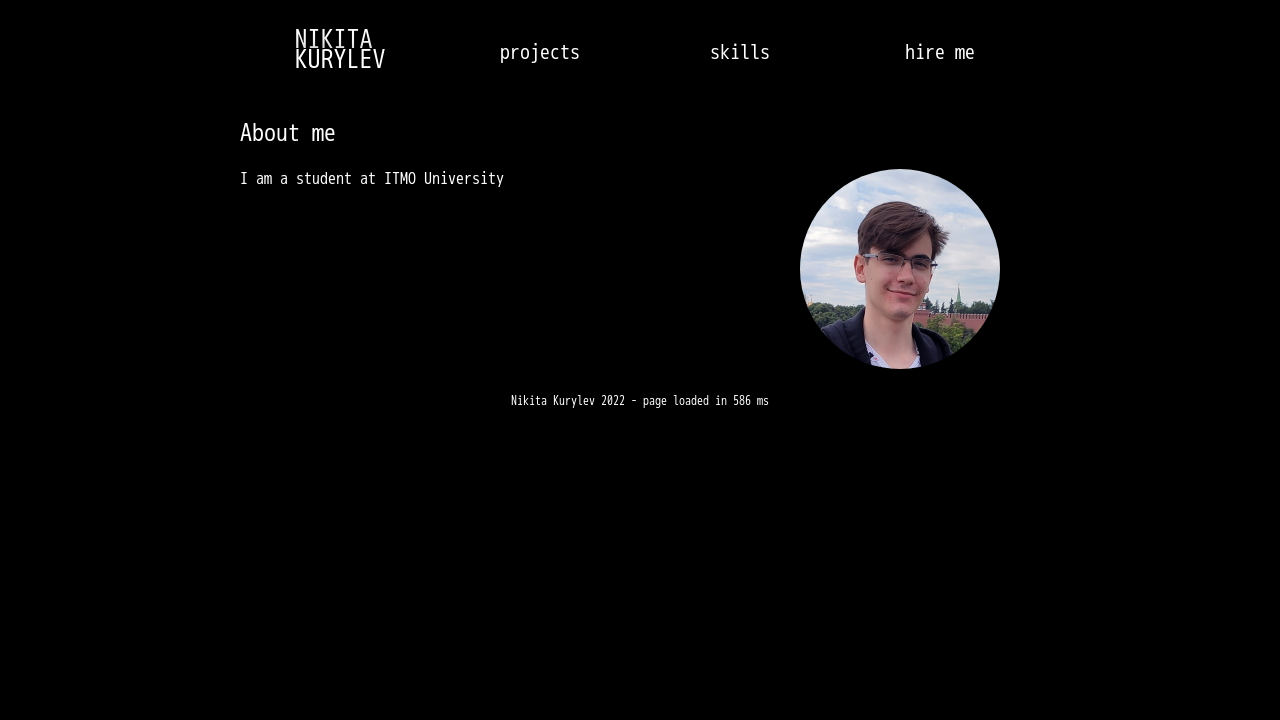 NIKITA
KURYLEV
projects
skills
hire me
About me
I am a student at ITMO University
Nikita Kurylev 2022 - page loaded in 586 ms